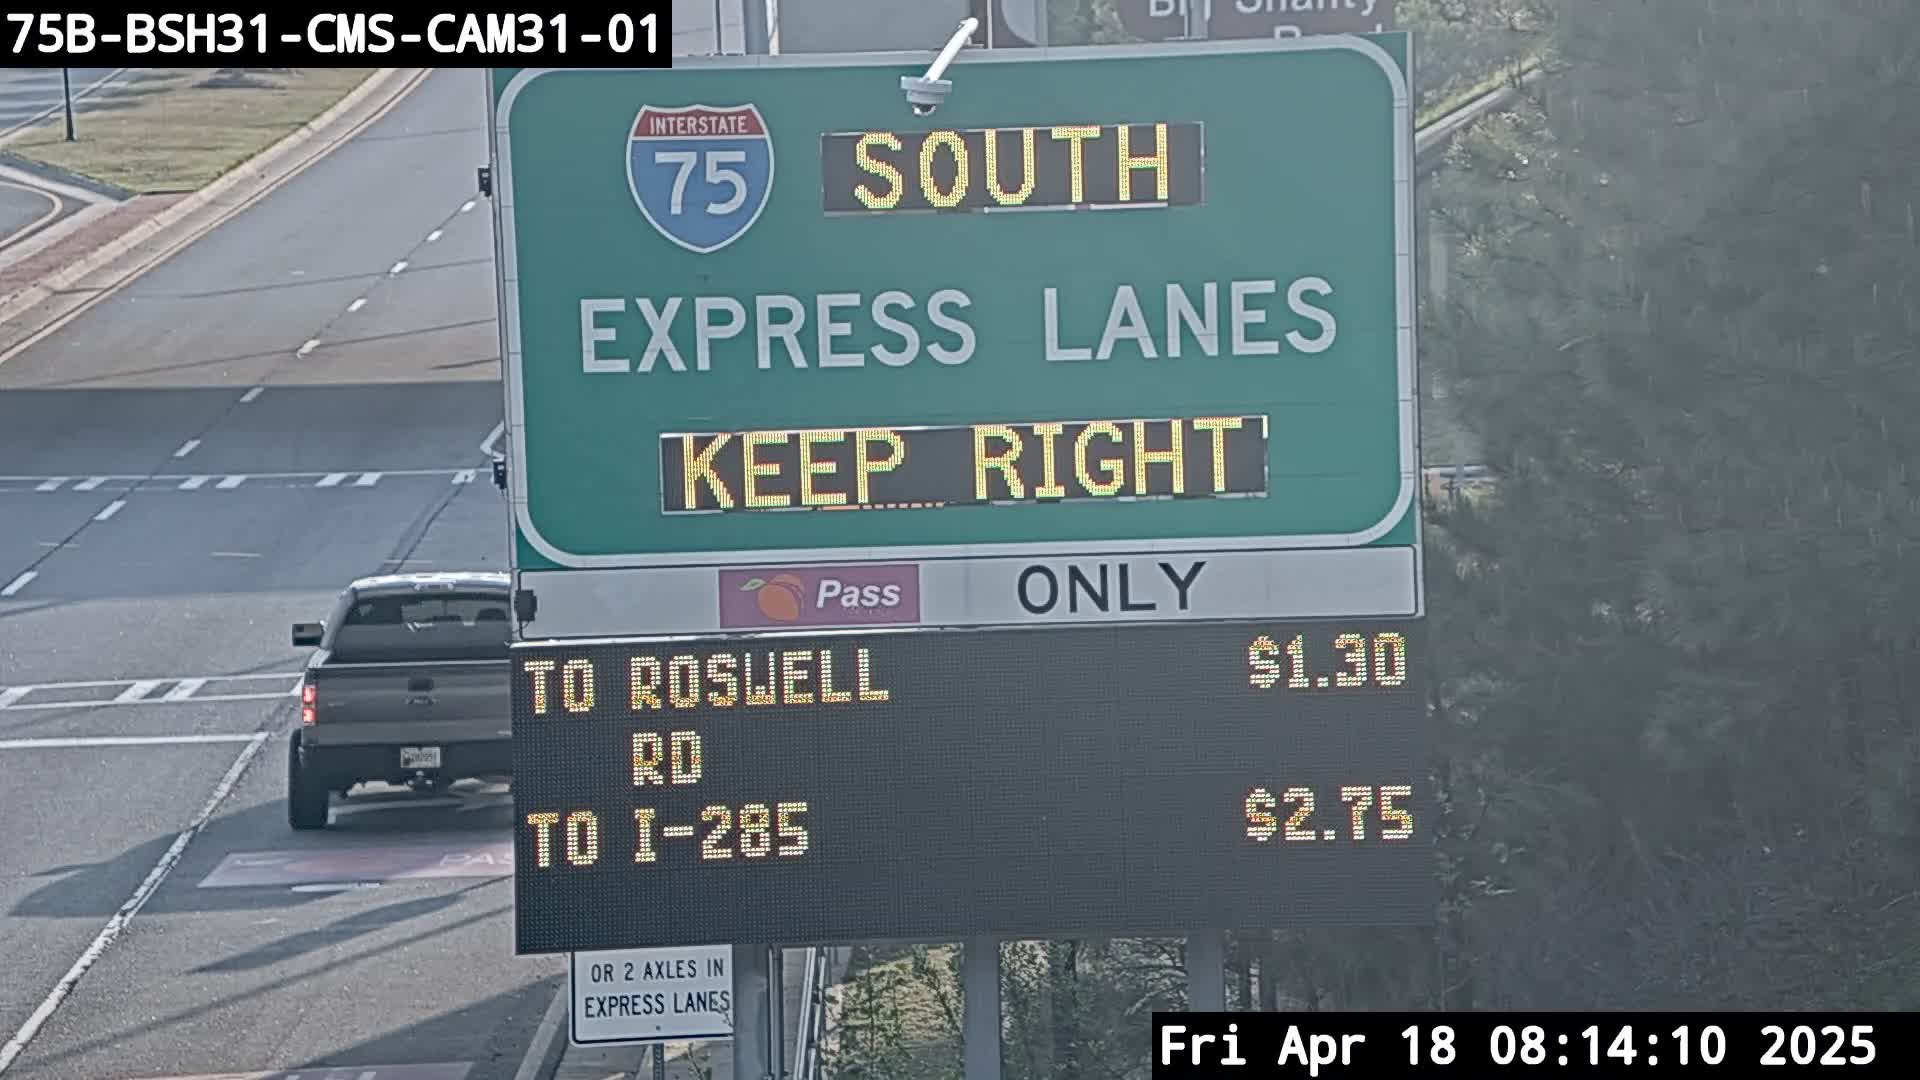 75B-BSH31-CMS-CAM31-01
Shanty
INTERSTATE
75
SOUTH
EXPRESS LANES
KEEP RIGHT
Pass ONLY
TO ROSWELL $1.30
RD
TO I-285 $2.75
OR 2 AXLES IN
EXPRESS LANES
Fri Apr 18 08:14:10 2025